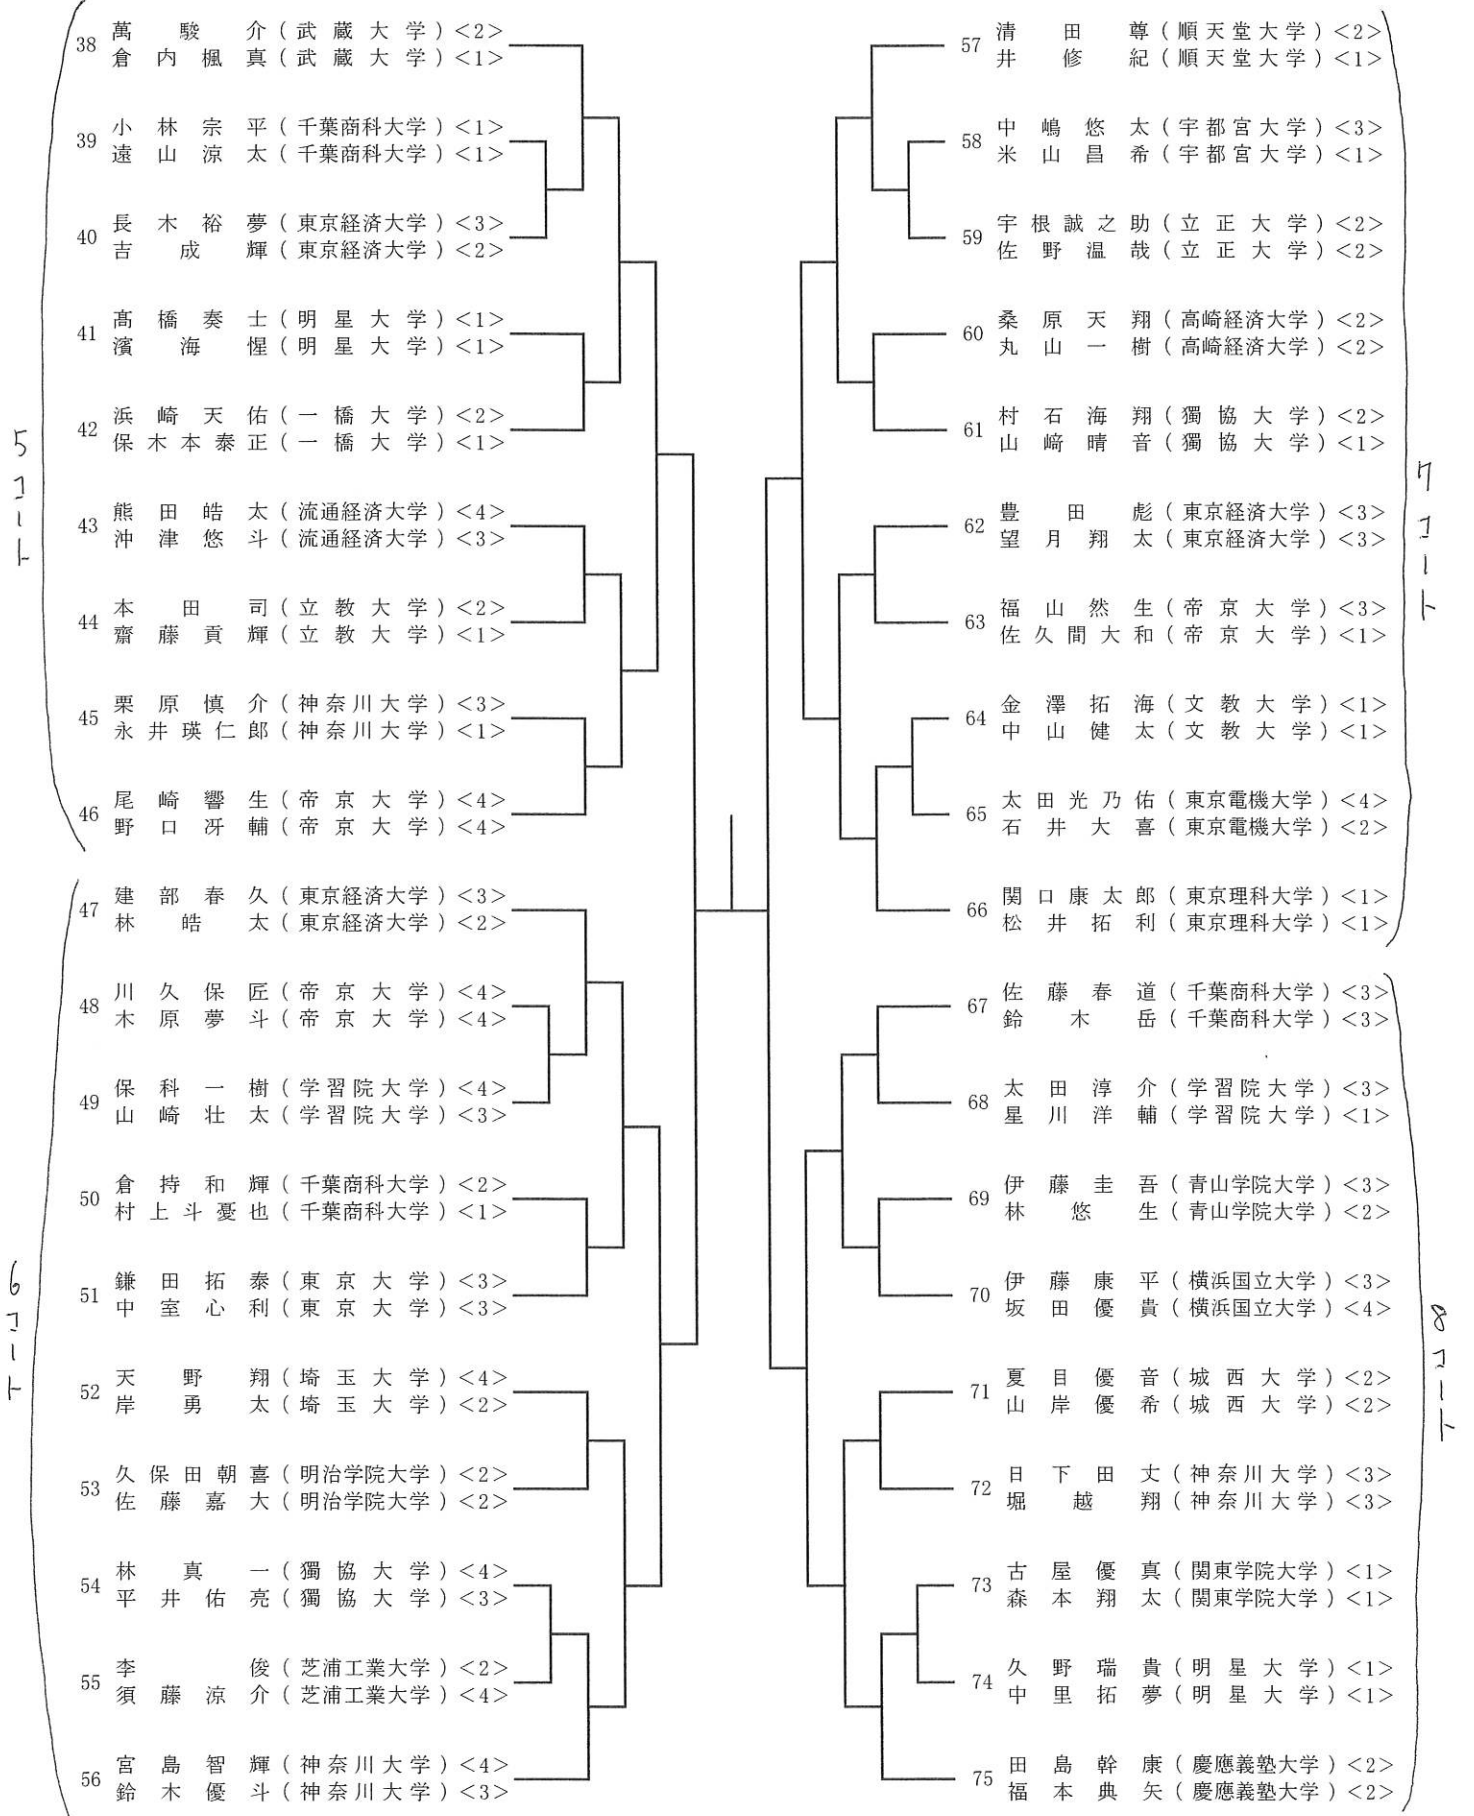 5コート
38 萬駿介(武蔵大学)<2>
倉内楓真(武蔵大学)<1>
39 小林宗平(千葉商科大学)<1>
遠山涼太(千葉商科大学)<1>
40 長木裕夢(東京経済大学)<3>
吉成輝(東京経済大学)<2>
41 髙橋奏士(明星大学)<1>
濱海惺(明星大学)<1>
42 浜崎天佑(一橋大学)<2>
保木本泰正(一橋大学)<1>
43 熊田皓太(流通経済大学)<4>
沖津悠斗(流通経済大学)<3>
44 本田司(立教大学)<2>
齋藤貢輝(立教大学)<1>
45 栗原慎介(神奈川大学)<3>
永井瑛仁郎(神奈川大学)<1>
46 尾崎響生(帝京大学)<4>
野口冴輔(帝京大学)<4>
6コート
47 建部春久(東京経済大学)<3>
林皓太(東京経済大学)<2>
48 川久保匠(帝京大学)<4>
木原夢斗(帝京大学)<4>
49 保科一樹(学習院大学)<4>
山崎壮太(学習院大学)<3>
50 倉持和輝(千葉商科大学)<2>
村上斗憂也(千葉商科大学)<1>
51 鎌田拓泰(東京大学)<3>
中室心利(東京大学)<3>
52 天野翔(埼玉大学)<4>
岸勇太(埼玉大学)<2>
53 久保田朝喜(明治学院大学)<2>
佐藤嘉大(明治学院大学)<2>
54 林真一(獨協大学)<4>
平井佑亮(獨協大学)<3>
55 李俊(芝浦工業大学)<2>
須藤涼介(芝浦工業大学)<4>
56 宮島智輝(神奈川大学)<4>
鈴木優斗(神奈川大学)<3>
7コート
57 清田尊(順天堂大学)<2>
井修紀(順天堂大学)<1>
58 中嶋悠太(宇都宮大学)<3>
米山昌希(宇都宮大学)<1>
59 宇根誠之助(立正大学)<2>
佐野温哉(立正大学)<2>
60 桑原天翔(高崎経済大学)<2>
丸山一樹(高崎経済大学)<2>
61 村石海翔(獨協大学)<2>
山﨑晴音(獨協大学)<1>
62 豊田彪(東京経済大学)<3>
望月翔太(東京経済大学)<3>
63 福山然生(帝京大学)<3>
佐久間大和(帝京大学)<1>
64 金澤拓海(文教大学)<1>
中山健太(文教大学)<1>
65 太田光乃佑(東京電機大学)<4>
石井大喜(東京電機大学)<2>
66 関口康太郎(東京理科大学)<1>
松井拓利(東京理科大学)<1>
8コート
67 佐藤春道(千葉商科大学)<3>
鈴木岳(千葉商科大学)<3>
68 太田淳介(学習院大学)<3>
星川洋輔(学習院大学)<1>
69 伊藤圭吾(青山学院大学)<3>
林悠生(青山学院大学)<2>
70 伊藤康平(横浜国立大学)<3>
坂田優貴(横浜国立大学)<4>
71 夏目優音(城西大学)<2>
山岸優希(城西大学)<2>
72 日下田丈(神奈川大学)<3>
堀越翔(神奈川大学)<3>
73 古屋優真(関東学院大学)<1>
森本翔太(関東学院大学)<1>
74 久野瑞貴(明星大学)<1>
中里拓夢(明星大学)<1>
75 田島幹康(慶應義塾大学)<2>
福本典矢(慶應義塾大学)<2>